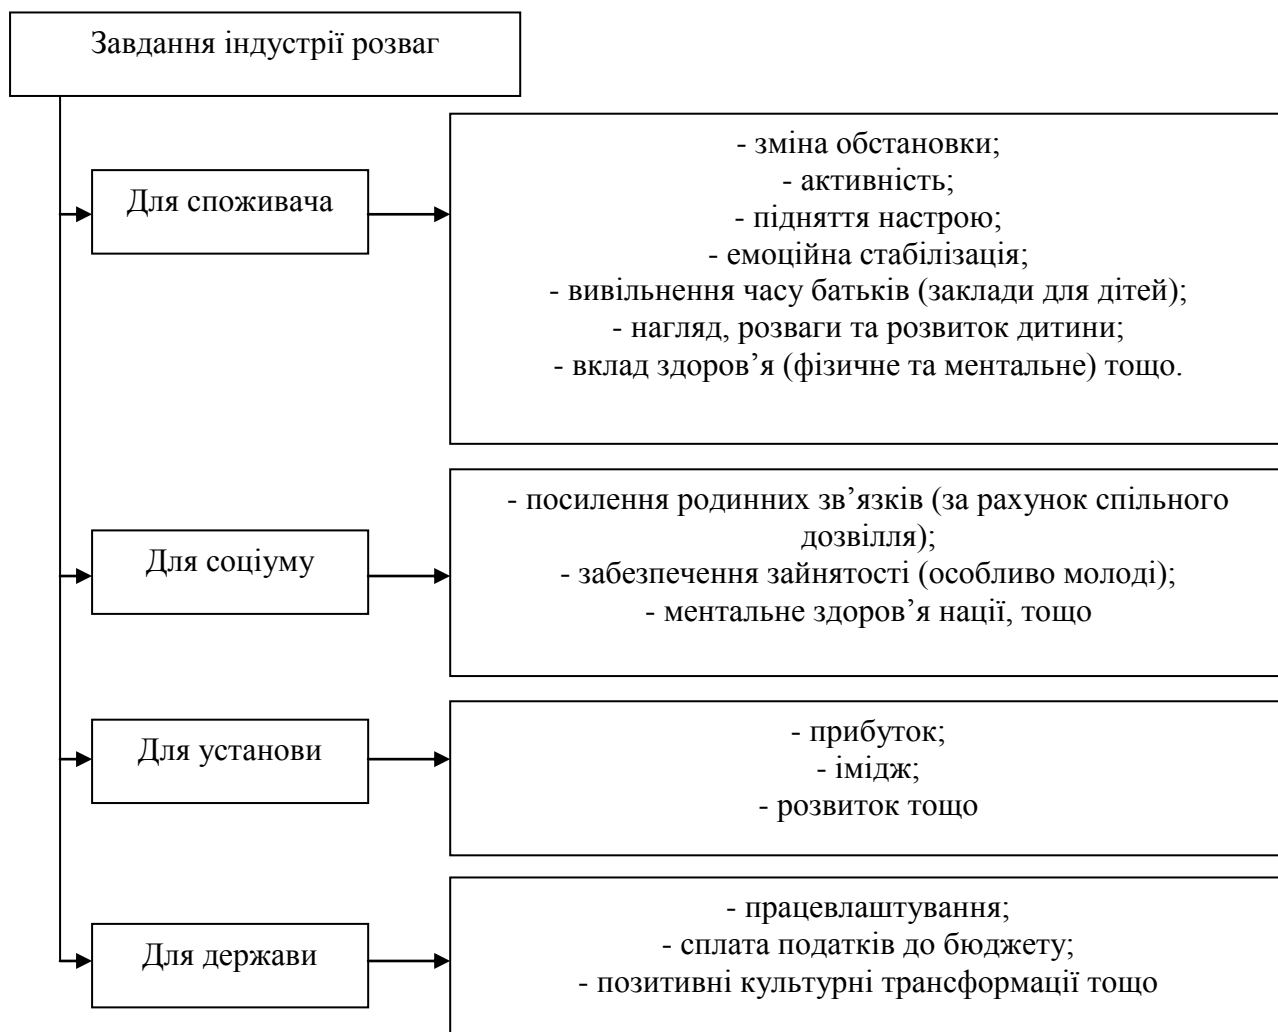 Завдання індустрії розваг
Для споживача
- зміна обстановки;
- активність;
- підняття настрою;
- емоційна стабілізація;
- вивільнення часу батьків (заклади для дітей);
- нагляд, розваги та розвиток дитини;
- вклад здоров’я (фізичне та ментальне) тощо.
Для соціуму
- посилення родинних зв’язків (за рахунок спільного
дозвілля);
- забезпечення зайнятості (особливо молоді);
- ментальне здоров’я нації, тощо
Для установи
- прибуток;
- імідж;
- розвиток тощо
Для держави
- працевлаштування;
- сплата податків до бюджету;
- позитивні культурні трансформації тощо